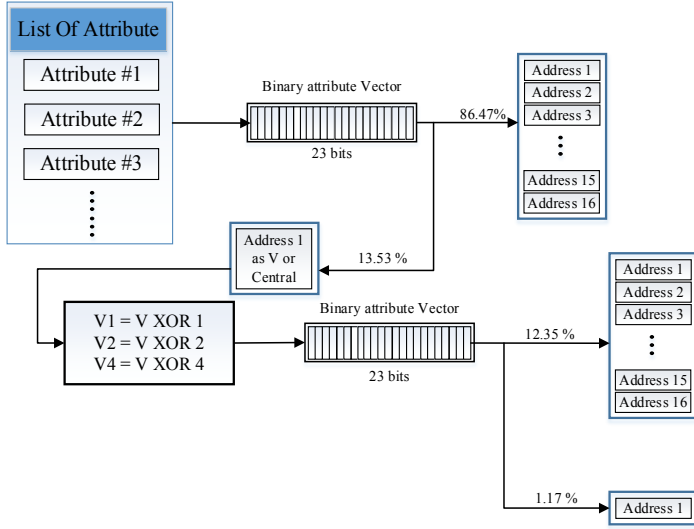 List Of Attribute
Attribute #1
Attribute #2
Attribute #3
Binary attribute Vector
23 bits
86.47%
Address 1
Address 2
Address 3
Address 15
Address 16
13.53 %
Address 1
as V or
Central
V1 = V XOR 1
V2 = V XOR 2
V4 = V XOR 4
Binary attribute Vector
23 bits
12.35 %
Address 1
Address 2
Address 3
Address 15
Address 16
1.17 %
Address 1